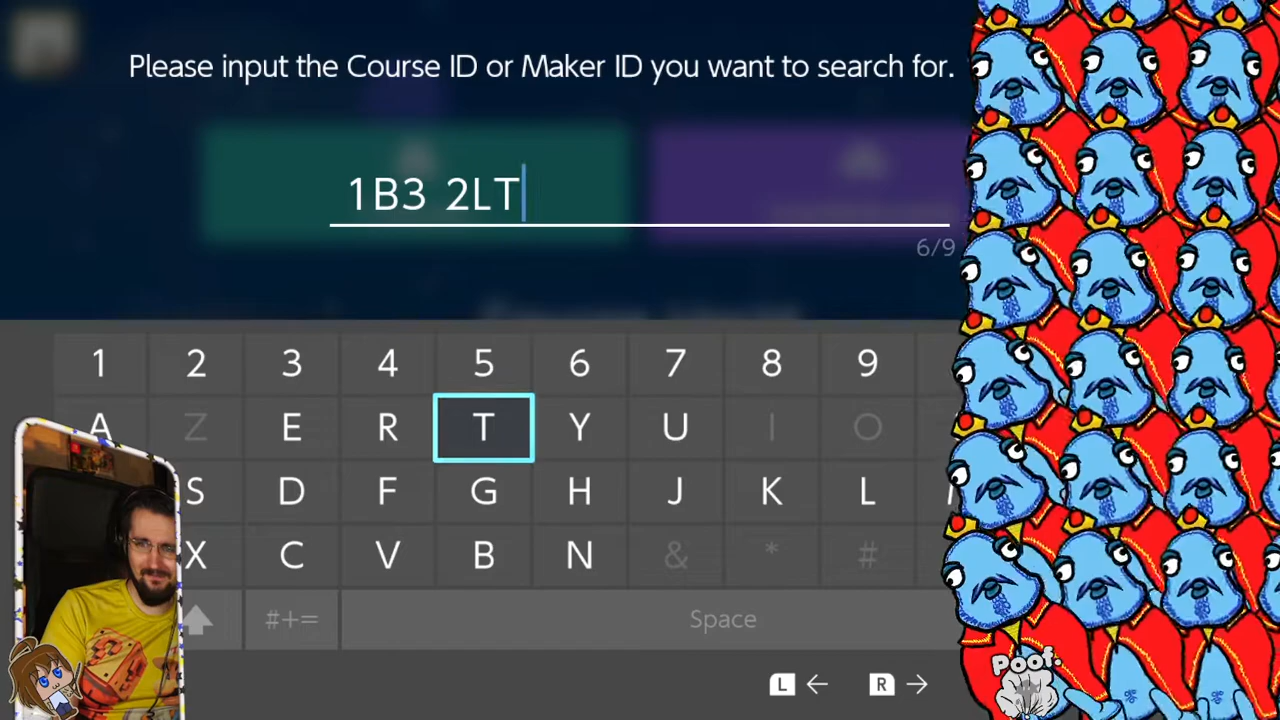 Please input the Course ID or Maker ID you want to search for.
1B3 2LT
6/9
1 2 3 4 5 6 7 8 9
A Z E R T Y U I O
S D F G H J K L
X C V B N & * #
#+= Space
L ← R →
Poof.